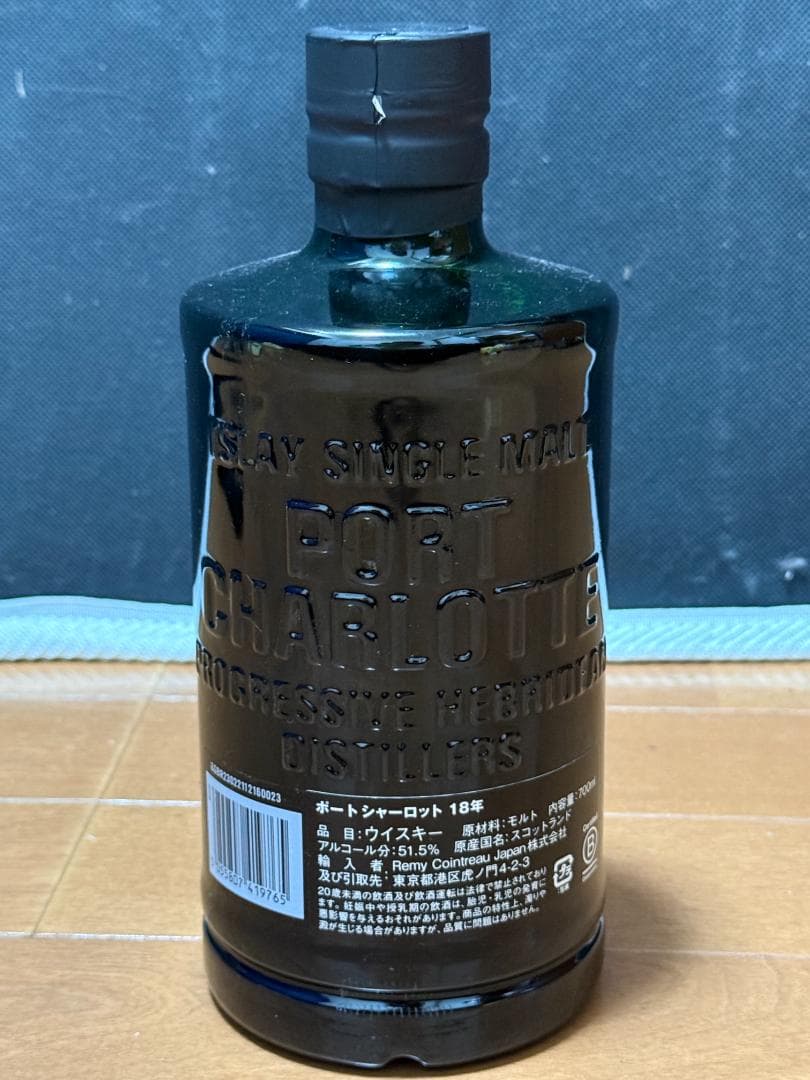 ISLAY SINGLE MALT
PORT
CHARLOTTE
PROGRESSIVE HEBRIDEAN
DISTILLERS
ポートシャーロット 18年
品 目:ウイスキー 原材料:モルト 内容量:700ml
アルコール分:51.5% 原産国名:スコットランド
輸 入 者 Remy Cointreau Japan株式会社
及び引取先:東京都港区虎ノ門4-2-3
20歳未満の飲酒及び飲酒運転は法律で禁止されており
ます。妊娠中や授乳期の飲酒は、胎児・乳児の発育に
悪影響を与えるおそれがあります。商品の特性上、濁りや
澱が生じる場合がありますが、品質に問題はありません。
419765
Certified
B